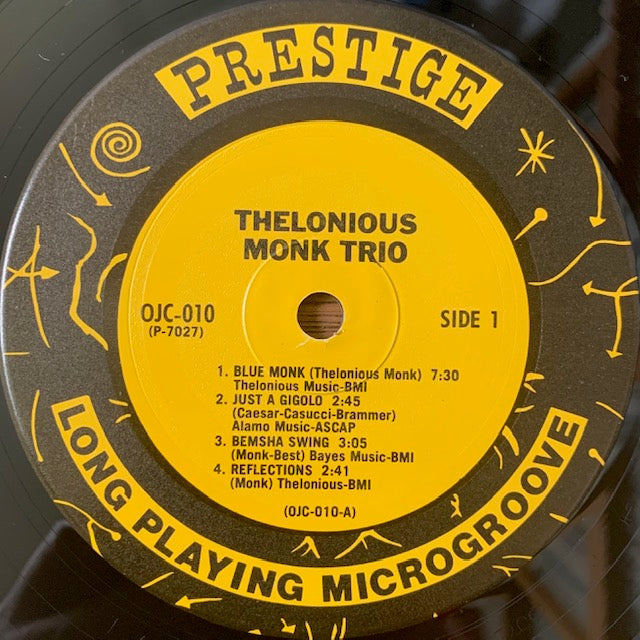 PRESTIGE
THELONIOUS
MONK TRIO
OJC-010
(P-7027)
SIDE 1
1. BLUE MONK (Thelonious Monk) 7:30
Thelonious Music-BMI
2. JUST A GIGOLO 2:45
(Caesar-Casucci-Brammer)
Alamo Music-ASCAP
3. BEMSHA SWING 3:05
(Monk-Best) Bayes Music-BMI
4. REFLECTIONS 2:41
(Monk) Thelonious-BMI
(OJC-010-A)
LONG PLAYING MICROGROOVE